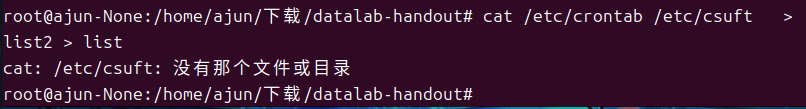 root@ajun-None:/home/ajun/下载/datalab-handout# cat /etc/crontab /etc/csuft   >
list2 > list
cat: /etc/csuft: 没有那个文件或目录
root@ajun-None:/home/ajun/下载/datalab-handout#